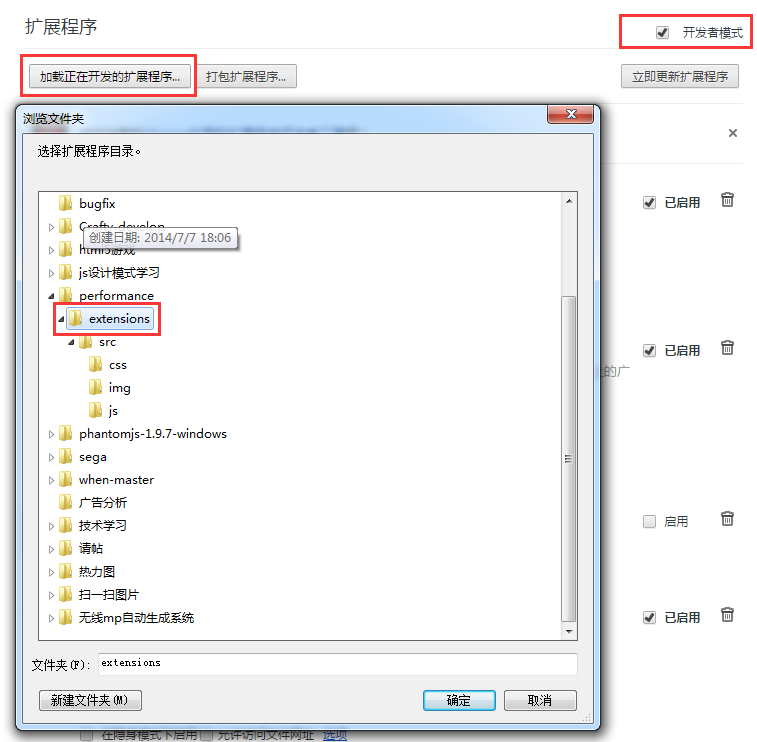 扩展程序
开发者模式
加载正在开发的扩展程序... 打包扩展程序... 立即更新扩展程序
浏览文件夹
选择扩展程序目录。
bugfix
Crafty-develop
创建日期: 2014/7/7 18:06
html5游戏
js设计模式学习
performance
extensions
src
css
img
js
phantomjs-1.9.7-windows
sega
when-master
广告分析
技术学习
请帖
热力图
扫一扫图片
无线mp自动生成系统
已启用
已启用
的广
启用
已启用
文件夹(F): extensions
新建文件夹(M) 确定 取消
在隐身模式下启用 允许访问文件网址 选项